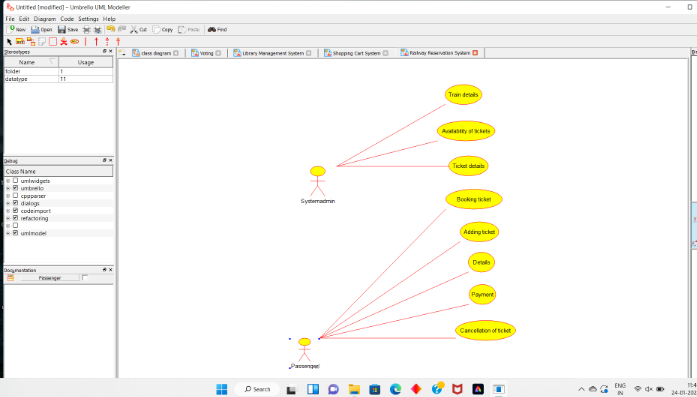 Untitled [modified] – Umbrello UML Modeller
File Edit Diagram Code Settings Help
New Open Save Cut Copy Paste Find
Stereotypes
Name Usage
folder 1
datatype 11
class diagram Voting Library Management System Shopping Cart System Railway Reservation System
Debug
Class Name
umlwidgets
umbrello
cppparser
dialogs
codeimport
refactoring
umlmodel
Documentation
Passenger
Train details
Availability of tickets
Ticket details
Systemadmin
Booking ticket
Adding ticket
Details
Payment
Cancellation of ticket
Passenger
Search
ENG
IN
11:4
24-01-202